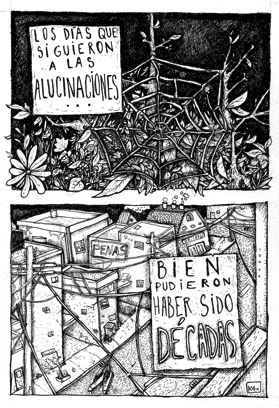 LOS DÍAS QUE
SIGUIERON
A LAS
ALUCINACIONES
...
PENAS
BIEN
PUDIERON
HABER SIDO
DÉCADAS